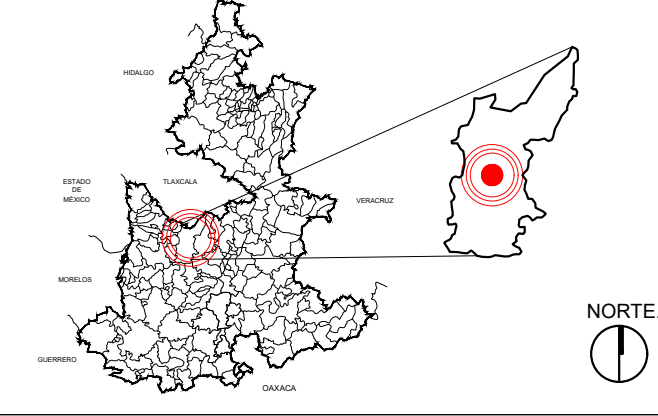 HIDALGO
ESTADO
DE
MÉXICO
TLAXCALA
VERACRUZ
MORELOS
NORTE.
GUERRERO
OAXACA